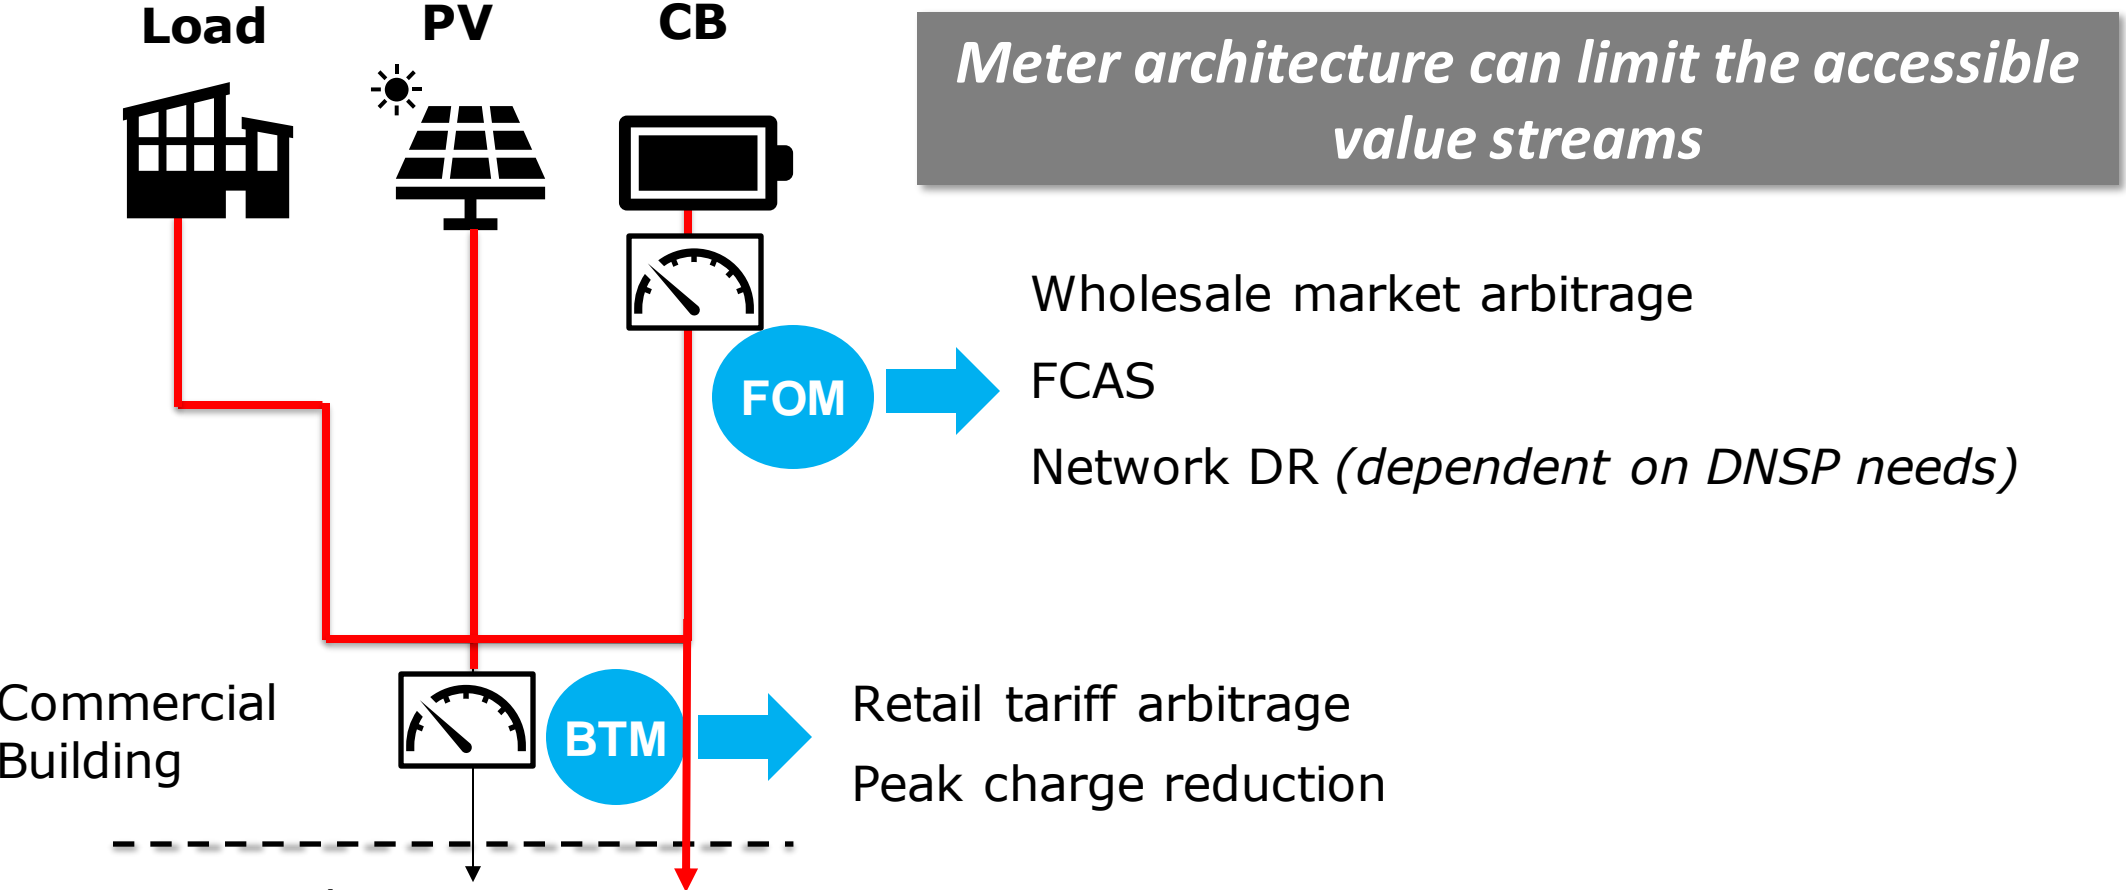 Load
PV
CB
Meter architecture can limit the accessible
value streams
Wholesale market arbitrage
FOM
FCAS
Network DR (dependent on DNSP needs)
Commercial
Building
BTM
Retail tariff arbitrage
Peak charge reduction